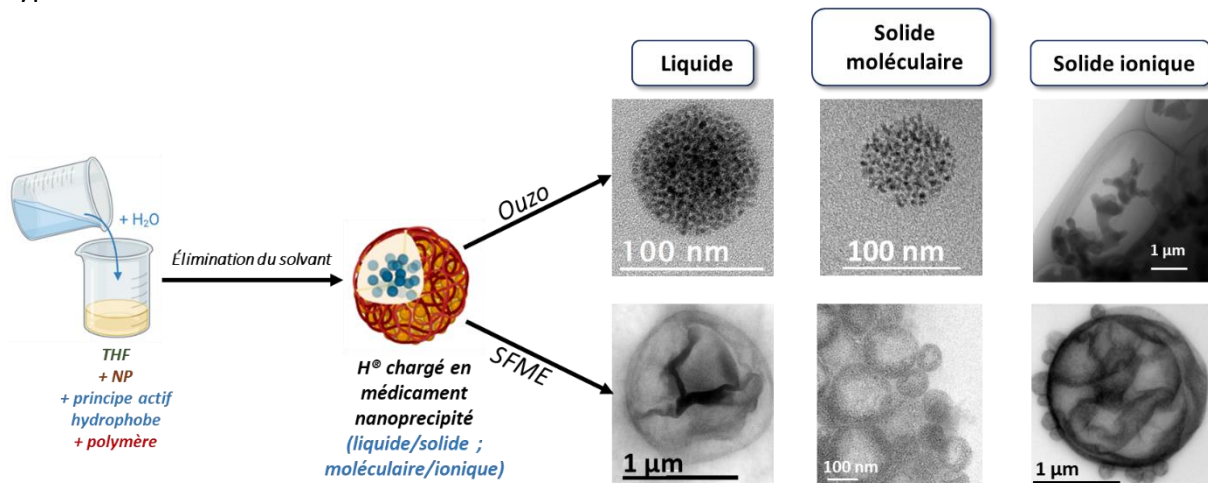 Liquide
Solide
moléculaire
Solide ionique
+ H₂O
Élimination du solvant
Ouzo
SFME
100 nm
100 nm
1 µm
THF
+ NP
+ principe actif
hydrophobe
+ polymère
H® chargé en
médicament
nanoprecipité
(liquide/solide ;
moléculaire/ionique)
1 µm
100 nm
1 µm